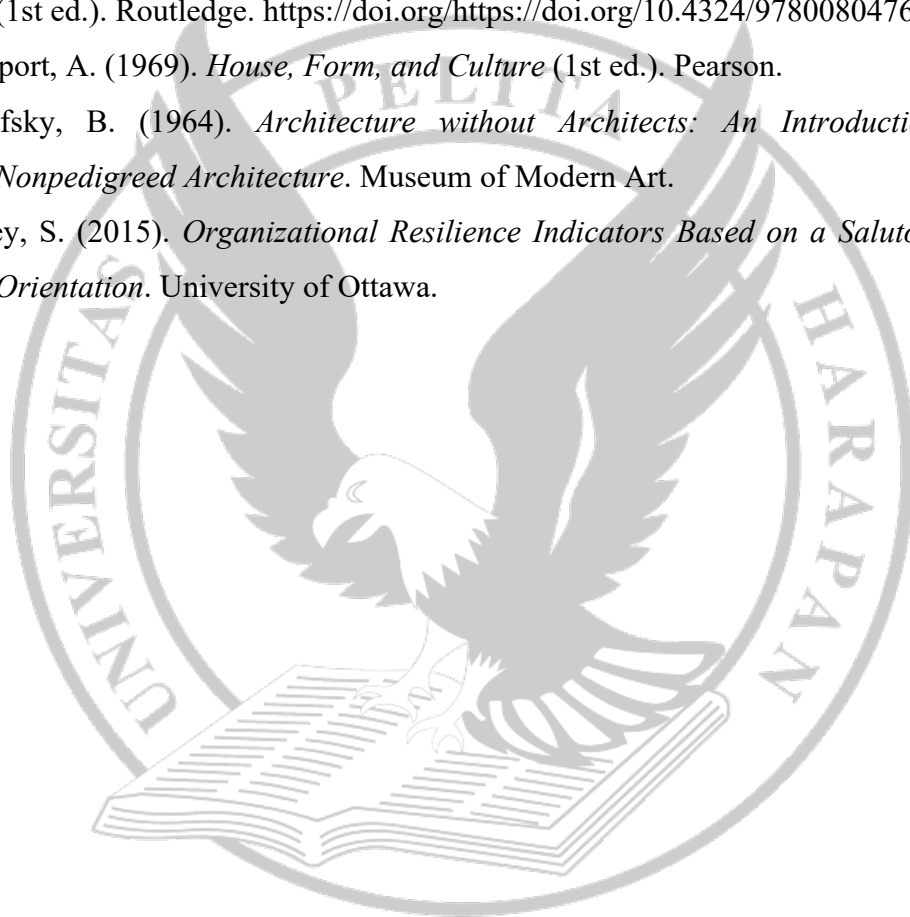 (1st ed.). Routledge. https://doi.org/https://doi.org/10.4324/9780080476
port, A. (1969). House, Form, and Culture (1st ed.). Pearson.
fsky, B. (1964). Architecture without Architects: An Introducti
Nonpedigreed Architecture. Museum of Modern Art.
ey, S. (2015). Organizational Resilience Indicators Based on a Saluto
Orientation. University of Ottawa.
UNIVERSITAS PELITA HARAPAN